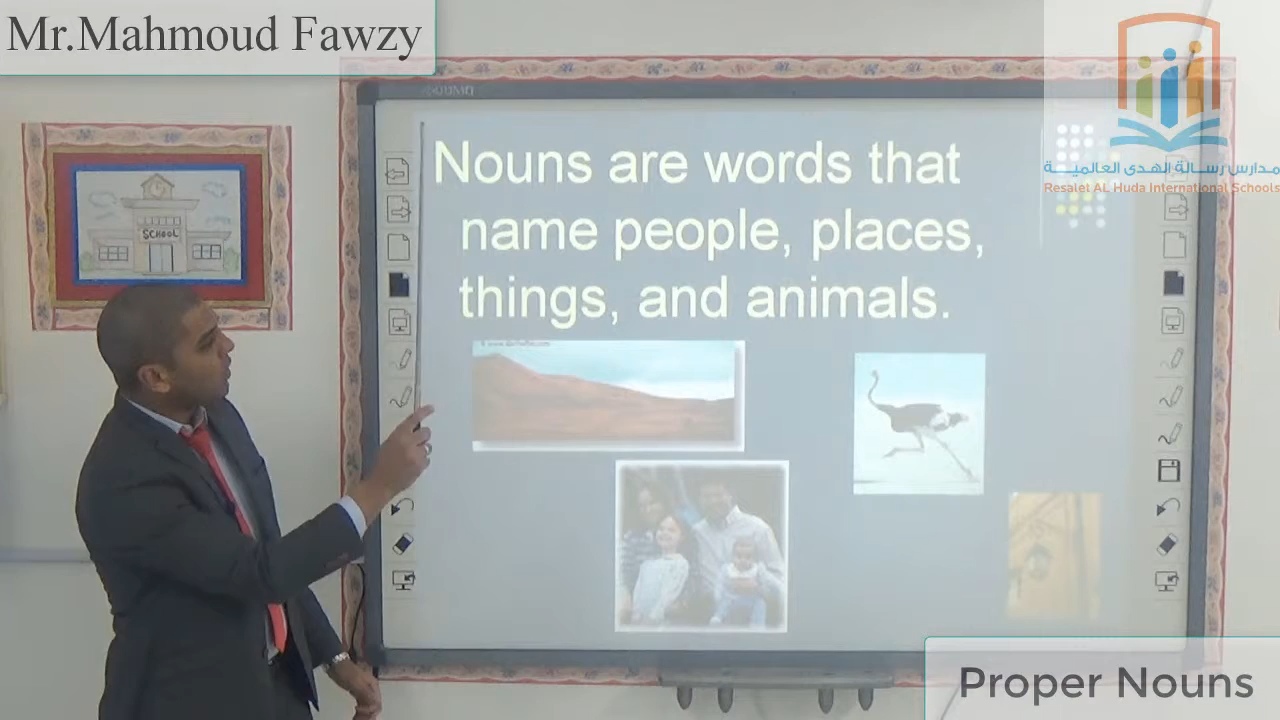 Mr.Mahmoud Fawzy
مدارس رسالة الهدى العالمية
Resalet AL Huda International Schools
SCHOOL
Nouns are words that
name people, places,
things, and animals.
Proper Nouns